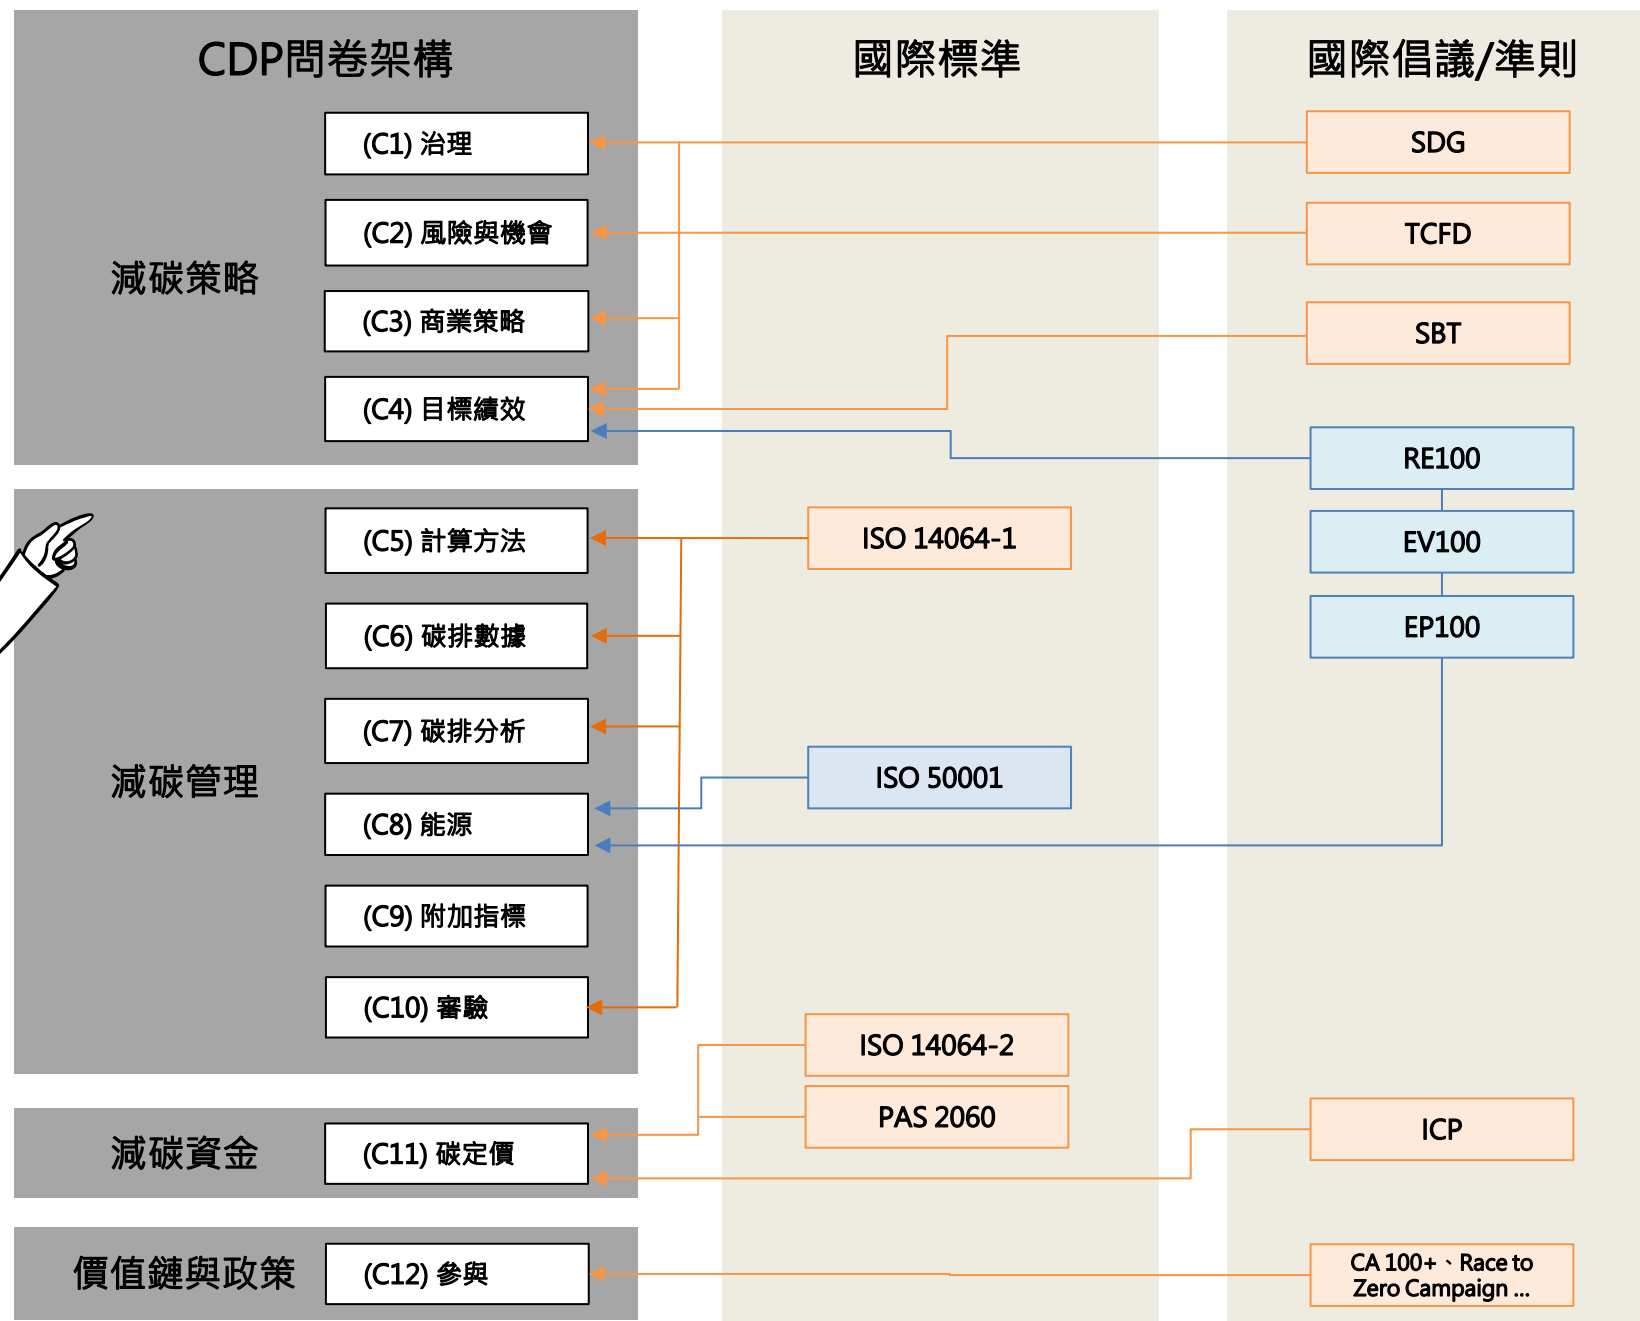 CDP問卷架構
國際標準
國際倡議/準則
減碳策略
(C1) 治理
(C2) 風險與機會
(C3) 商業策略
(C4) 目標績效
SDG
TCFD
SBT
RE100
EV100
EP100
減碳管理
(C5) 計算方法
(C6) 碳排數據
(C7) 碳排分析
(C8) 能源
(C9) 附加指標
(C10) 審驗
ISO 14064-1
ISO 50001
ISO 14064-2
PAS 2060
減碳資金
(C11) 碳定價
ICP
價值鏈與政策
(C12) 參與
CA 100+、Race to
Zero Campaign ...